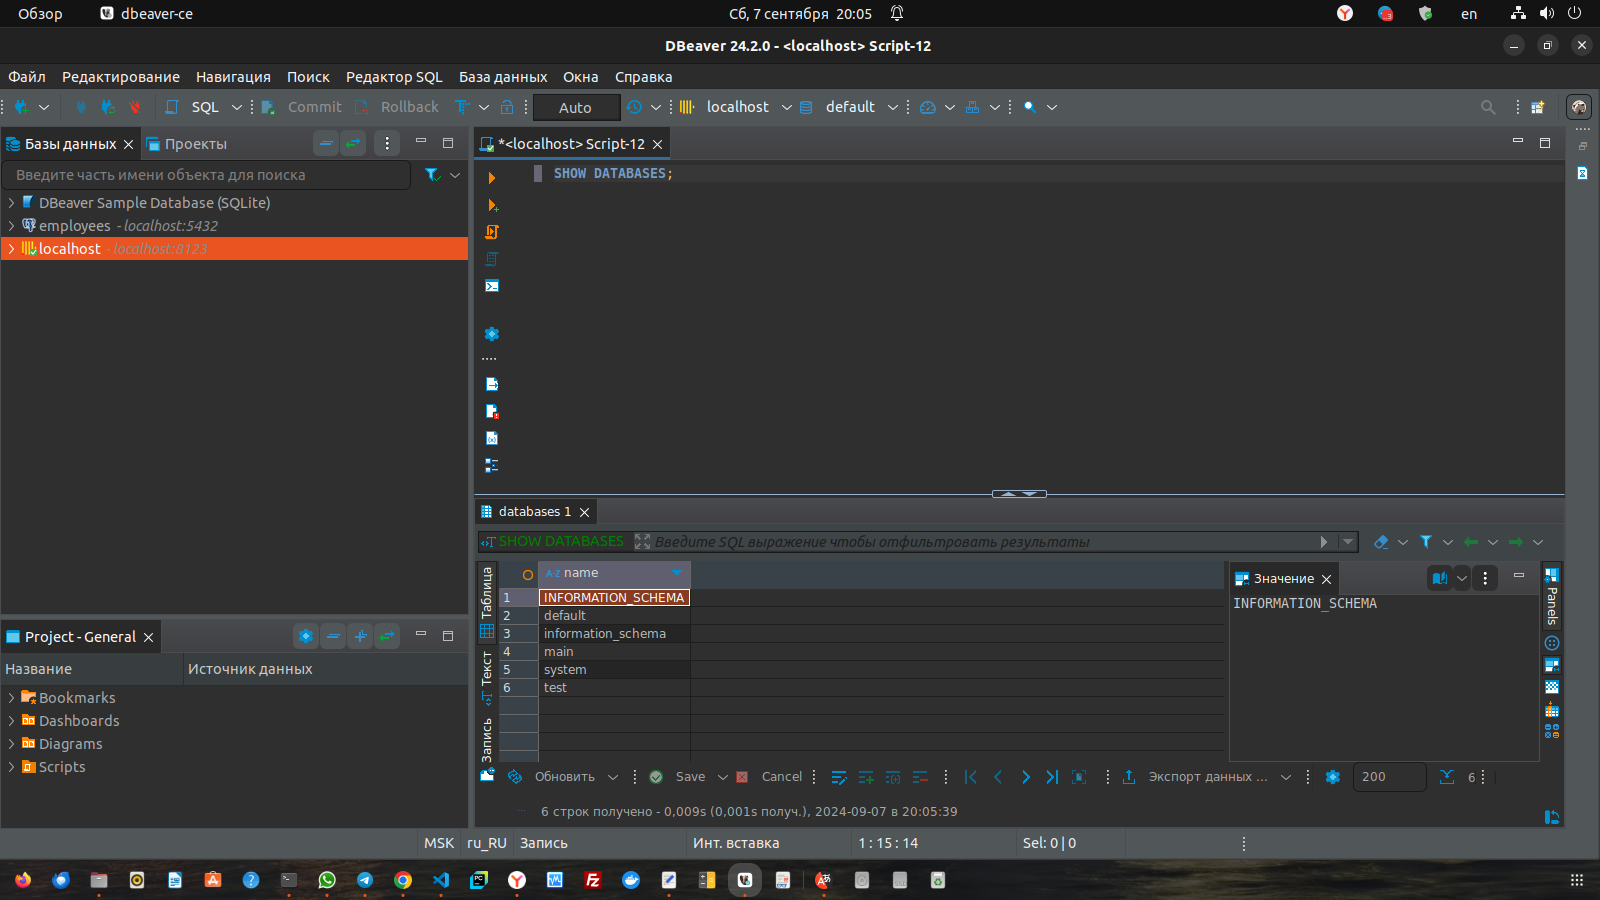 Обзор dbeaver-ce Сб, 7 сентября 20:05 en
DBeaver 24.2.0 - <localhost> Script-12
Файл Редактирование Навигация Поиск Редактор SQL База данных Окна Справка
SQL Commit Rollback Auto localhost default
Базы данных Проекты
*<localhost> Script-12
Введите часть имени объекта для поиска
SHOW DATABASES;
DBeaver Sample Database (SQLite)
employees - localhost:5432
localhost - localhost:8123
databases 1
SHOW DATABASES Введите SQL выражение чтобы отфильтровать результаты
Таблица
Текст
Запись
name
1 INFORMATION_SCHEMA
2 default
3 information_schema
4 main
5 system
6 test
Значение
INFORMATION_SCHEMA
Panels
Project - General
Название Источник данных
Bookmarks
Dashboards
Diagrams
Scripts
Обновить Save Cancel Экспорт данных ... 200 6
6 строк получено - 0,009s (0,001s получ.), 2024-09-07 в 20:05:39
MSK ru_RU Запись Инт. вставка 1 : 15 : 14 Sel: 0 | 0